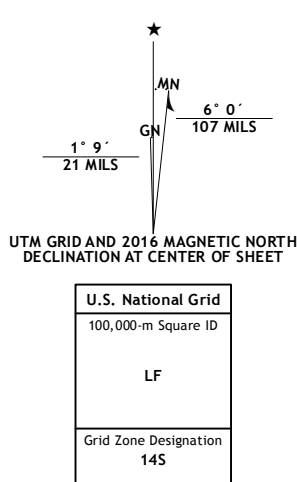 MN
6° 0´
107 MILS
GN
1° 9´
21 MILS
UTM GRID AND 2016 MAGNETIC NORTH
DECLINATION AT CENTER OF SHEET
U.S. National Grid
100,000-m Square ID
LF
Grid Zone Designation
14S